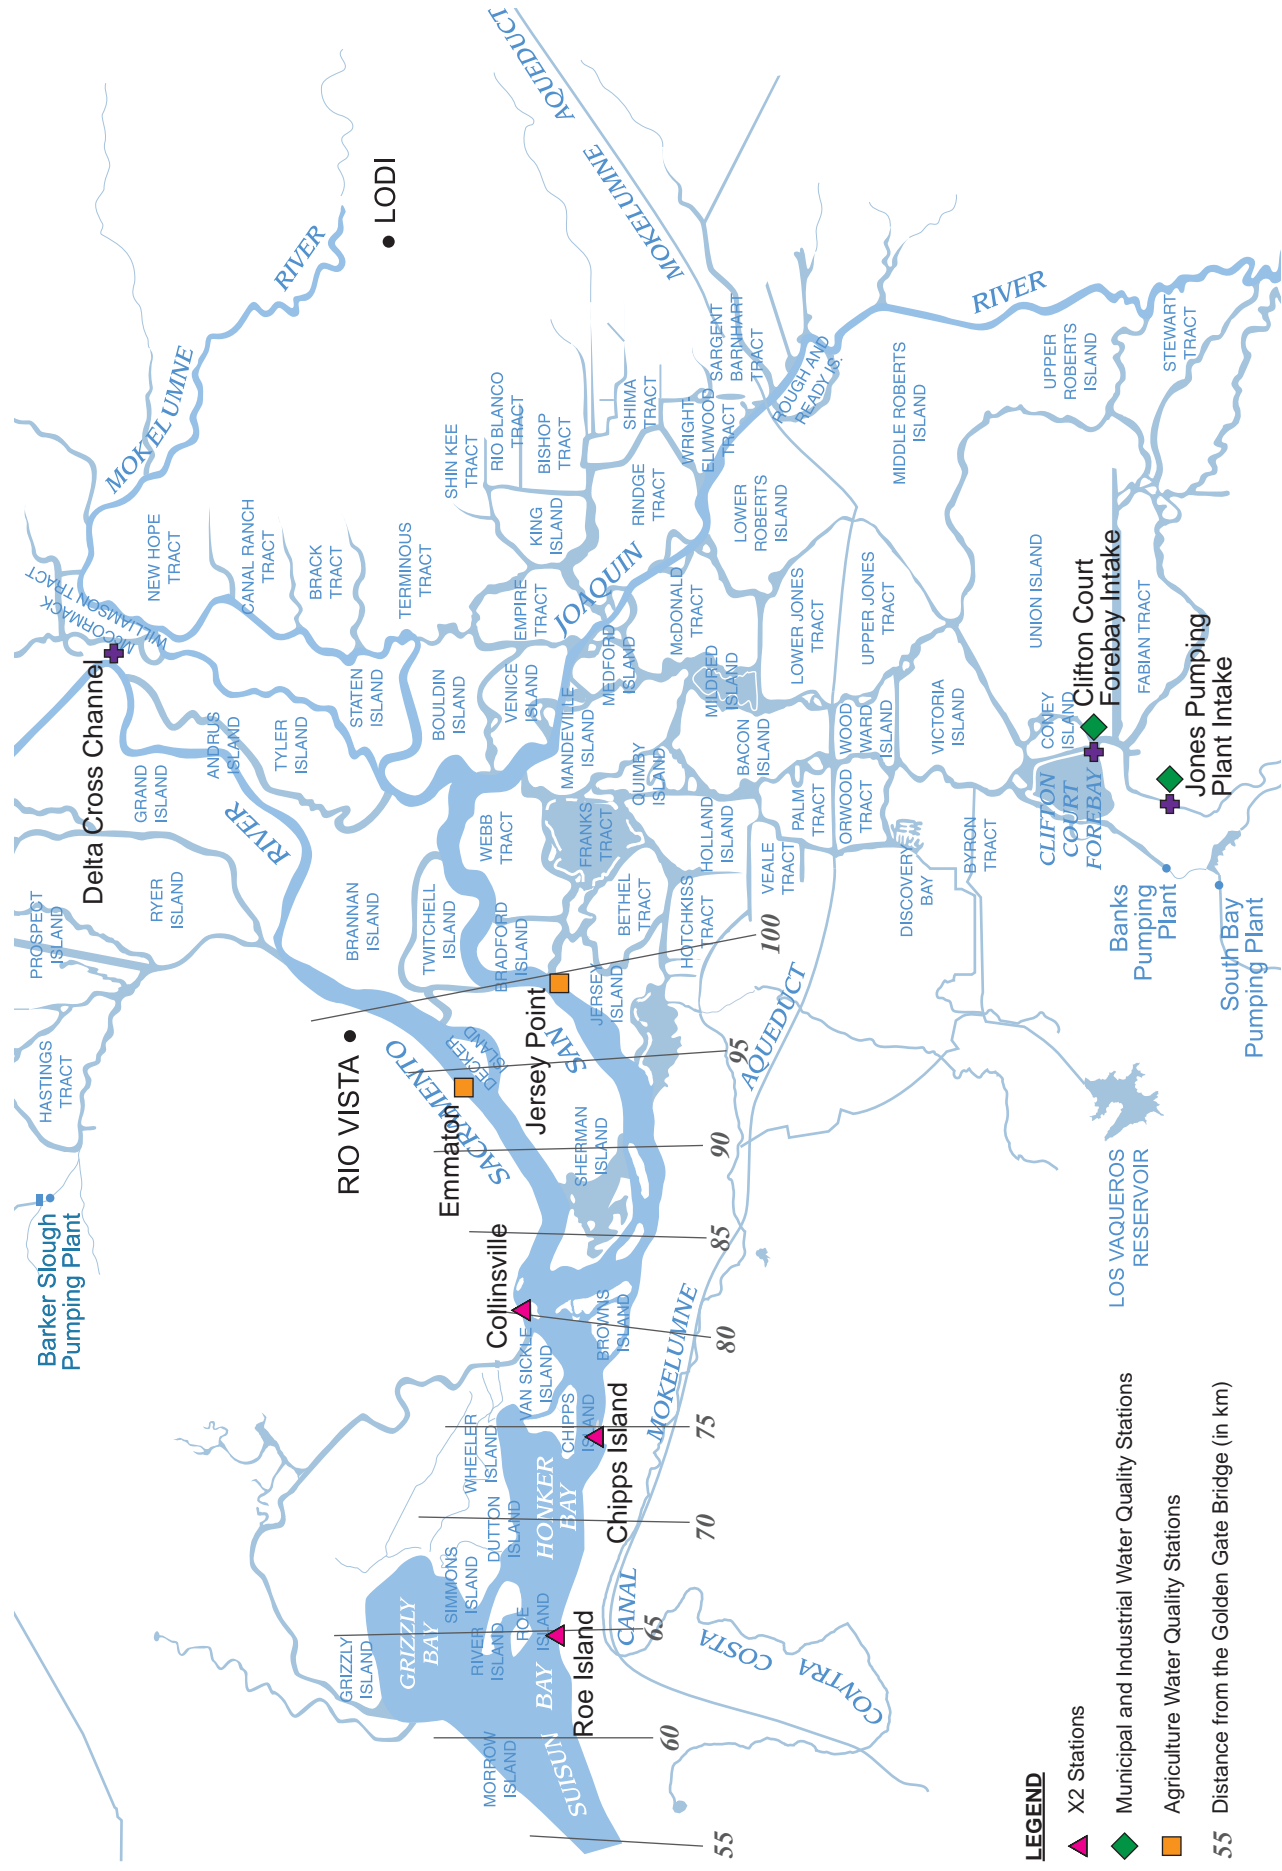 Barker Slough
Pumping Plant
HASTINGS
TRACT
PROSPECT
ISLAND
RYER
ISLAND
Delta Cross Channel
GRAND
ISLAND
ANDRUS
ISLAND
TYLER
ISLAND
STATEN
ISLAND
McCORMACK
WILLIAMSON TRACT
NEW HOPE
TRACT
CANAL RANCH
TRACT
BRACK
TRACT
TERMINOUS
TRACT
MOKELUMNE
RIVER
LODI
RIO VISTA
SACRAMENTO
RIVER
BRANNAN
ISLAND
TWITCHELL
ISLAND
BRADFORD
ISLAND
WEBB
TRACT
BOULDIN
ISLAND
VENICE
ISLAND
EMPIRE
TRACT
KING
ISLAND
SHIN KEE
TRACT
RIO BLANCO
TRACT
BISHOP
TRACT
SHIMA
TRACT
RINDGE
TRACT
WRIGHT-
ELMWOOD
TRACT
SARGENT
BARNHART
TRACT
MOKELUMNE
AQUEDUCT
ROUGH AND
READY IS.
SAN
JOAQUIN
RIVER
MANDEVILLE
ISLAND
MEDFORD
ISLAND
McDONALD
TRACT
MILDRED
ISLAND
QUIMBY
ISLAND
FRANKS
TRACT
BETHEL
TRACT
JERSEY
ISLAND
HOTCHKISS
TRACT
HOLLAND
ISLAND
BACON
ISLAND
LOWER
ROBERTS
ISLAND
LOWER JONES
TRACT
UPPER JONES
TRACT
MIDDLE ROBERTS
ISLAND
UPPER
ROBERTS
ISLAND
STEWART
TRACT
VEALE
TRACT
PALM
TRACT
ORWOOD
TRACT
WOOD
WARD
ISLAND
VICTORIA
ISLAND
UNION ISLAND
CONEY
ISLAND
FABIAN TRACT
DISCOVERY
BAY
BYRON
TRACT
CLIFTON
COURT
FOREBAY
Clifton Court
Forebay Intake
Jones Pumping
Plant Intake
Banks
Pumping
Plant
South Bay
Pumping Plant
LOS VAQUEROS
RESERVOIR
Emmaton
DECKER
ISLAND
Jersey Point
SHERMAN
ISLAND
Collinsville
VAN SICKLE
ISLAND
BROWNS
ISLAND
CHIPPS
ISLAND
Chipps Island
WHEELER
ISLAND
DUTTON
ISLAND
HONKER
BAY
SIMMONS
ISLAND
RIVER
ISLAND
ROE
ISLAND
Roe Island
GRIZZLY
ISLAND
GRIZZLY
BAY
MORROW
ISLAND
SUISUN
BAY
MOKELUMNE
AQUEDUCT
CONTRA
COSTA
CANAL
55
60
65
70
75
80
85
90
95
100
LEGEND
X2 Stations
Municipal and Industrial Water Quality Stations
Agriculture Water Quality Stations
55 Distance from the Golden Gate Bridge (in km)